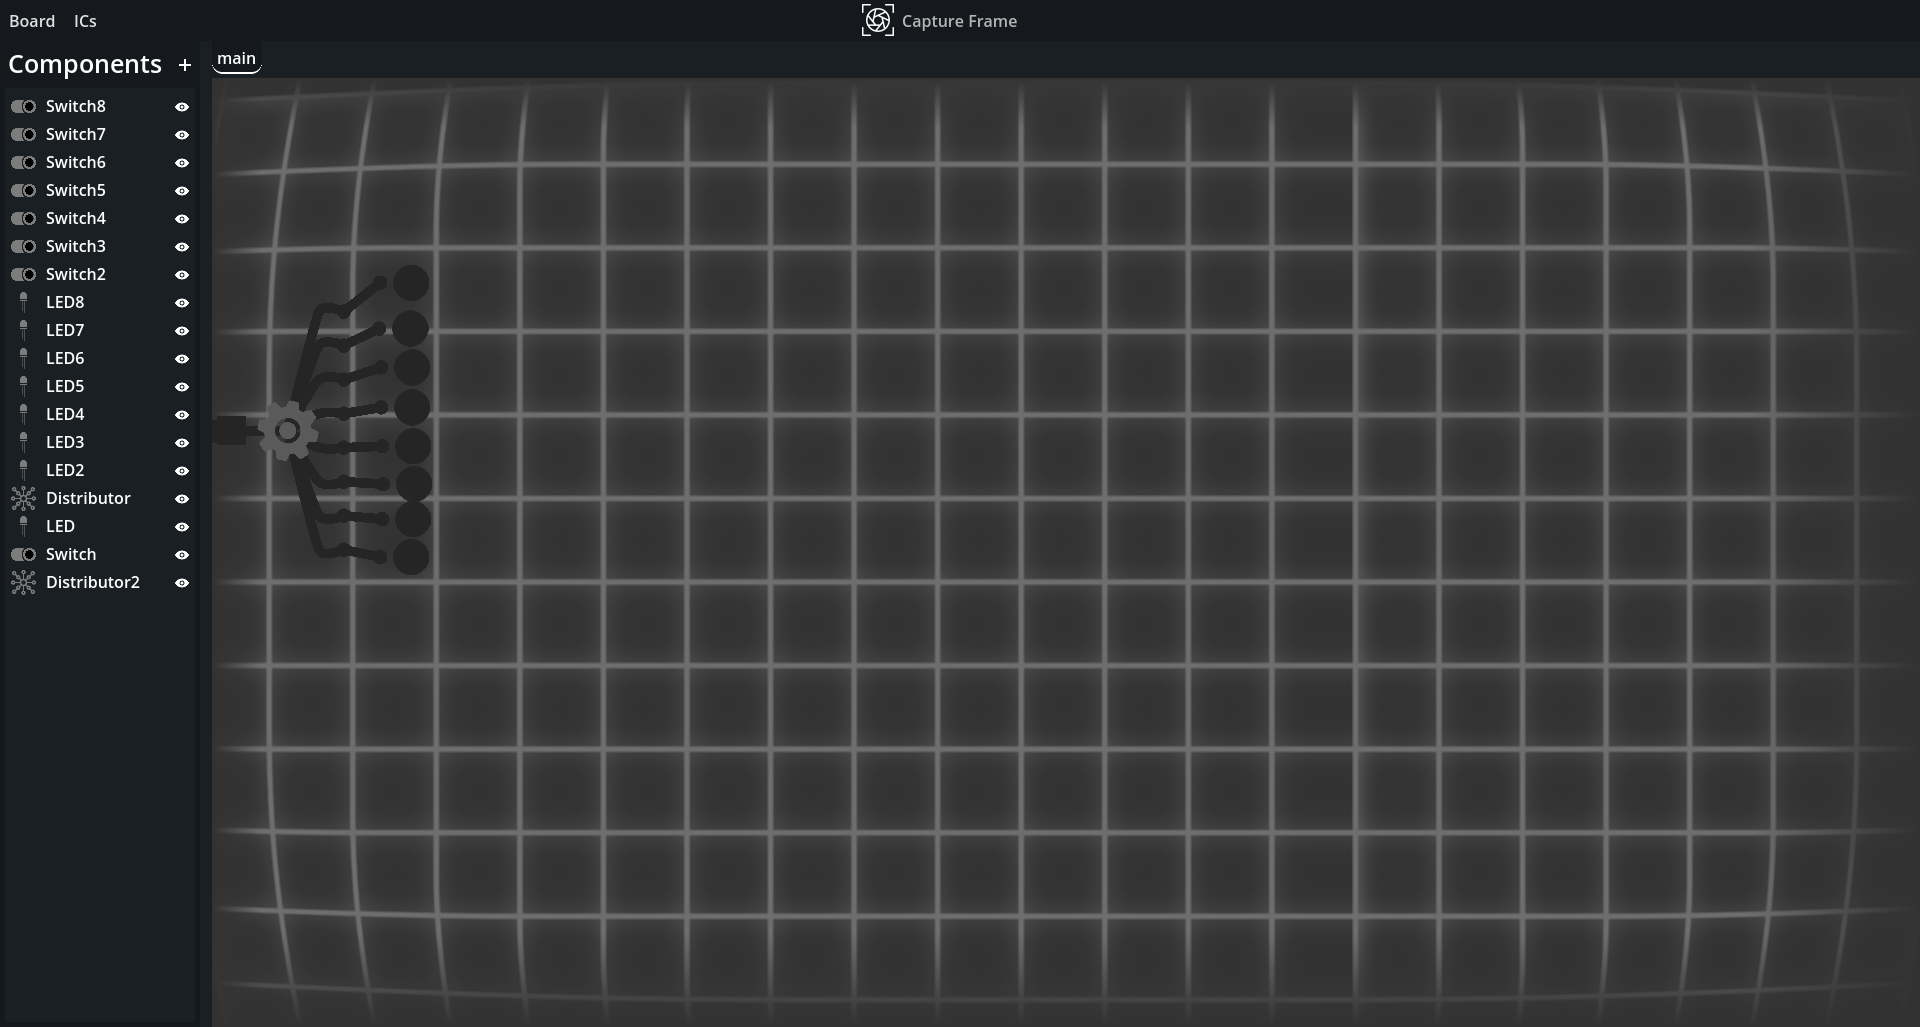 Board ICs
Capture Frame
Components +
main
Switch8
Switch7
Switch6
Switch5
Switch4
Switch3
Switch2
LED8
LED7
LED6
LED5
LED4
LED3
LED2
Distributor
LED
Switch
Distributor2